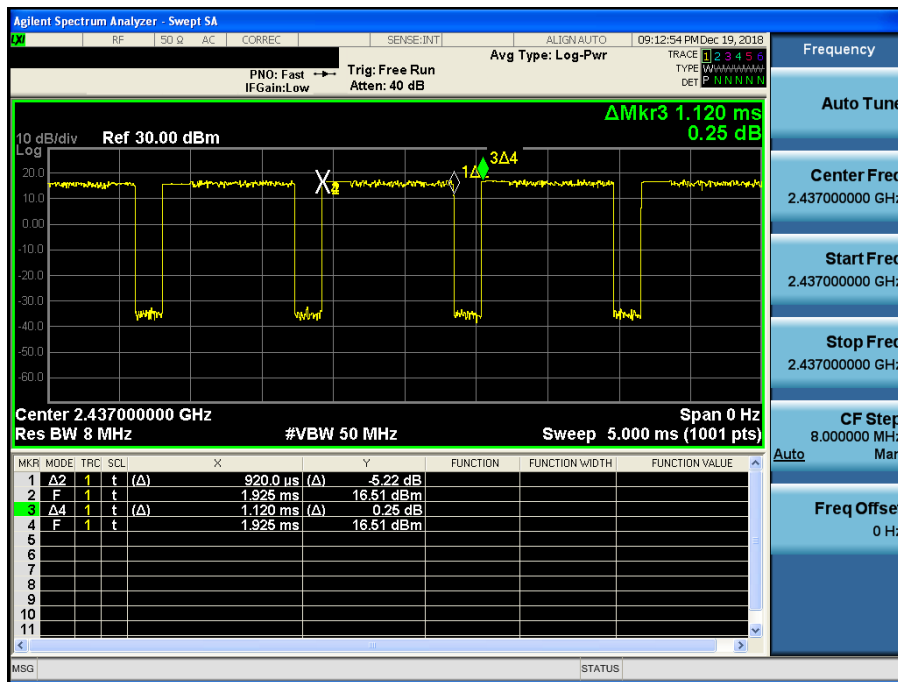 Agilent Spectrum Analyzer - Swept SA
LXI RF 50 Ω AC CORREC SENSE:INT ALIGN AUTO 09:12:54 PM Dec 19, 2018
Avg Type: Log-Pwr
TRACE 1 2 3 4 5 6
TYPE WWWWWW
DET P N N N N N
PNO: Fast Trig: Free Run
IFGain:Low Atten: 40 dB
ΔMkr3 1.120 ms
0.25 dB
10 dB/div Ref 30.00 dBm
Log
20.0
10.0
0.00
-10.0
-20.0
-30.0
-40.0
-50.0
-60.0
X 2 1Δ 3Δ4
Center 2.437000000 GHz Span 0 Hz
Res BW 8 MHz #VBW 50 MHz Sweep 5.000 ms (1001 pts)
MKR MODE TRC SCL X Y FUNCTION FUNCTION WIDTH FUNCTION VALUE
1 Δ2 1 t (Δ) 920.0 µs (Δ) -5.22 dB
2 F 1 t 1.925 ms 16.51 dBm
3 Δ4 1 t (Δ) 1.120 ms (Δ) 0.25 dB
4 F 1 t 1.925 ms 16.51 dBm
5
6
7
8
9
10
11
MSG STATUS
Frequency
Auto Tune
Center Freq
2.437000000 GHz
Start Freq
2.437000000 GHz
Stop Freq
2.437000000 GHz
CF Step
8.000000 MHz
Auto Man
Freq Offset
0 Hz